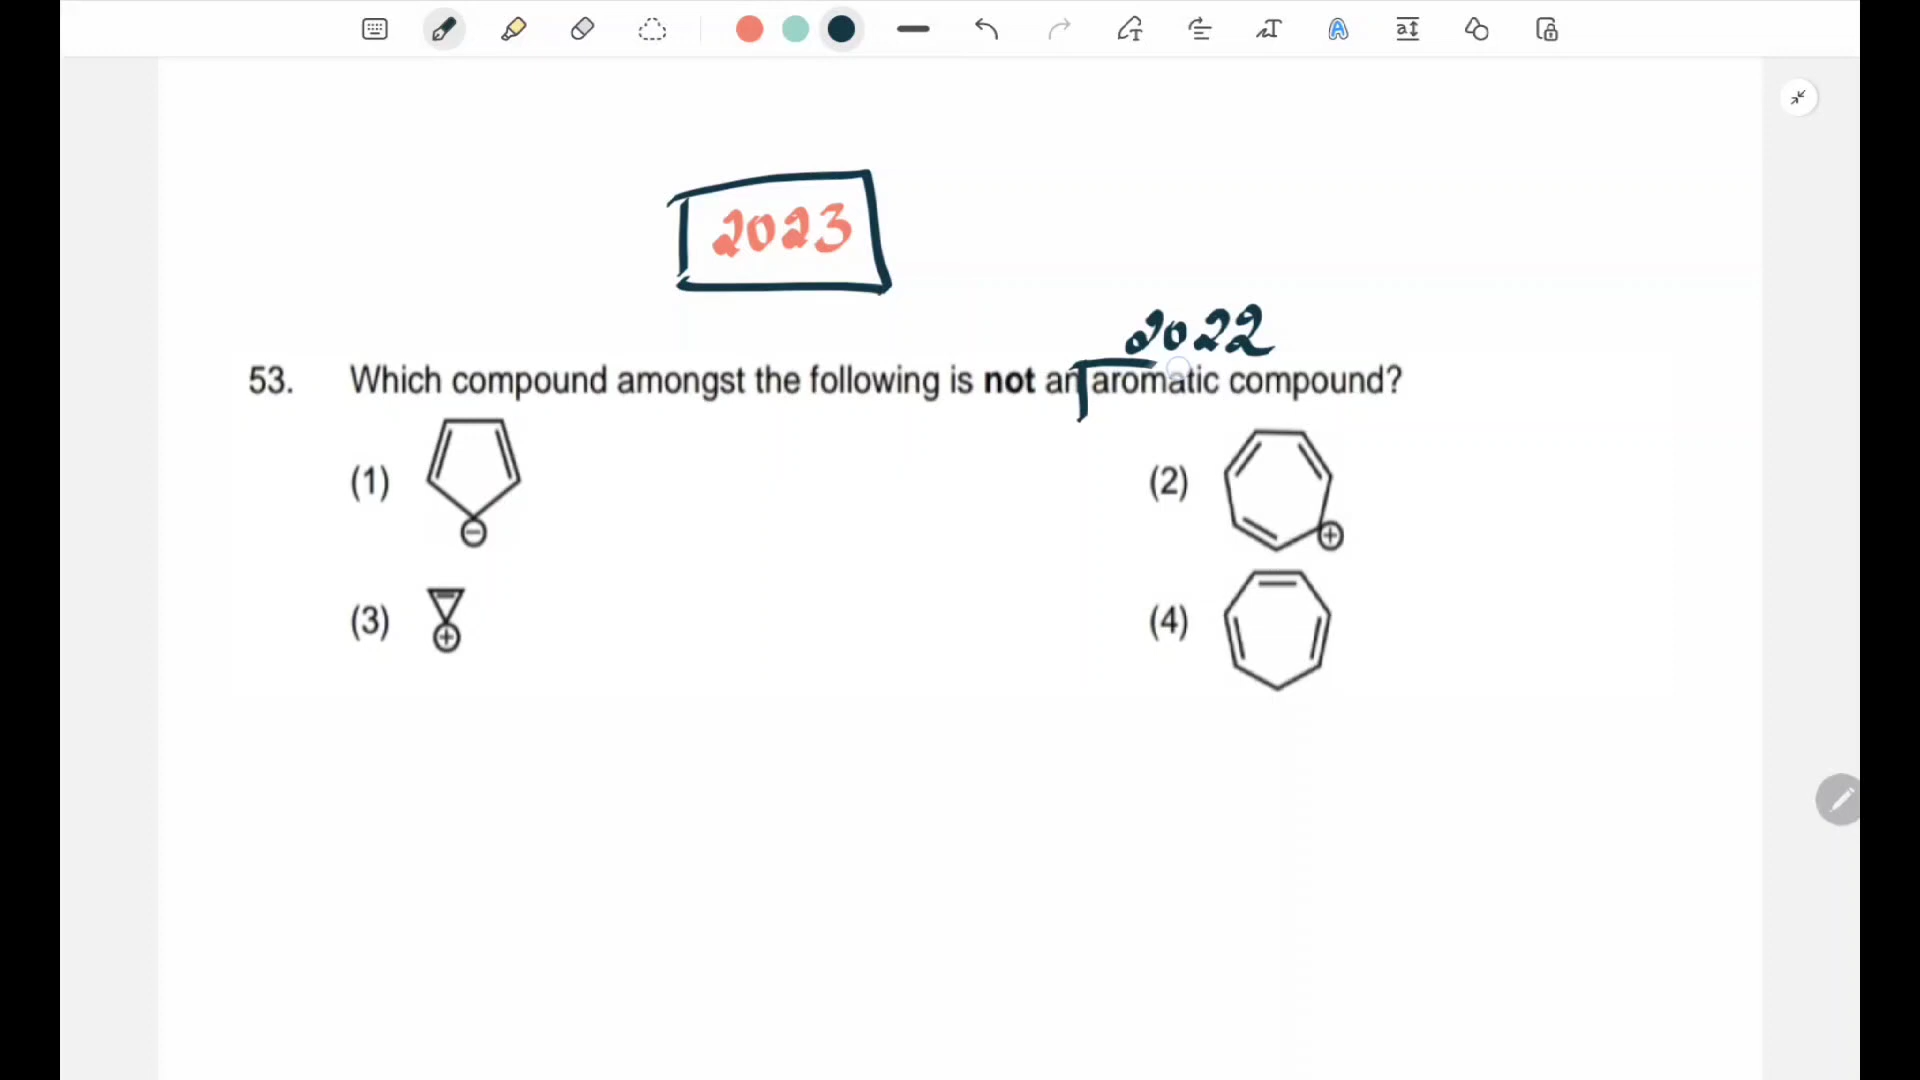 2023
2022
53. Which compound amongst the following is not an aromatic compound?
(1) (2)
(3) (4)